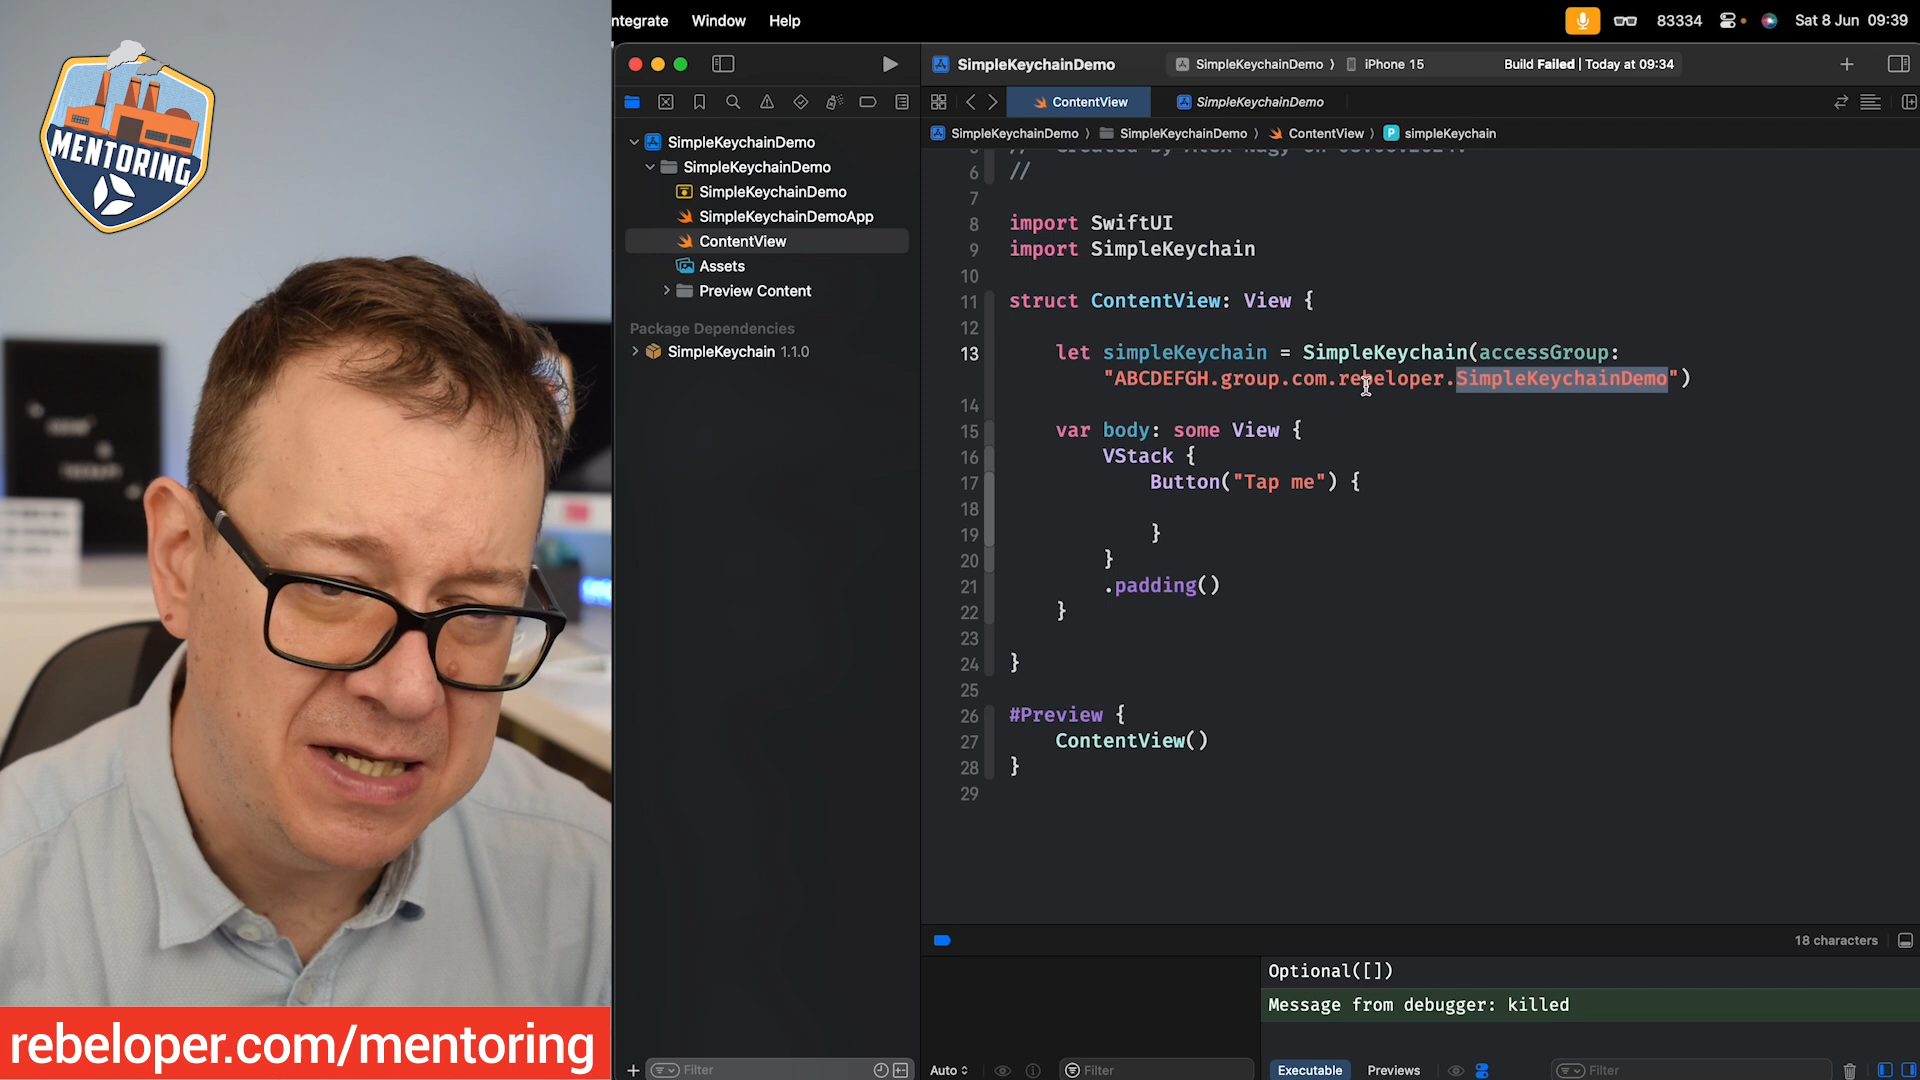 MENTORING
rebeloper.com/mentoring
ntegrate Window Help
83334 Sat 8 Jun 09:39
SimpleKeychainDemo
SimpleKeychainDemo
SimpleKeychainDemo
SimpleKeychainDemo
SimpleKeychainDemoApp
ContentView
Assets
Preview Content
Package Dependencies
SimpleKeychain 1.1.0
Filter
SimpleKeychainDemo 〉 iPhone 15 Build Failed | Today at 09:34
ContentView SimpleKeychainDemo
SimpleKeychainDemo 〉 SimpleKeychainDemo 〉 ContentView 〉 P simpleKeychain
6 //
7
8 import SwiftUI
9 import SimpleKeychain
10
11 struct ContentView: View {
12
13 let simpleKeychain = SimpleKeychain(accessGroup:
"ABCDEFGH.group.com.rebeloper.SimpleKeychainDemo")
14
15 var body: some View {
16 VStack {
17 Button("Tap me") {
18
19 }
20 }
21 .padding()
22 }
23
24 }
25
26 #Preview {
27 ContentView()
28 }
29
18 characters
Optional([])
Message from debugger: killed
Auto Filter Executable Previews Filter